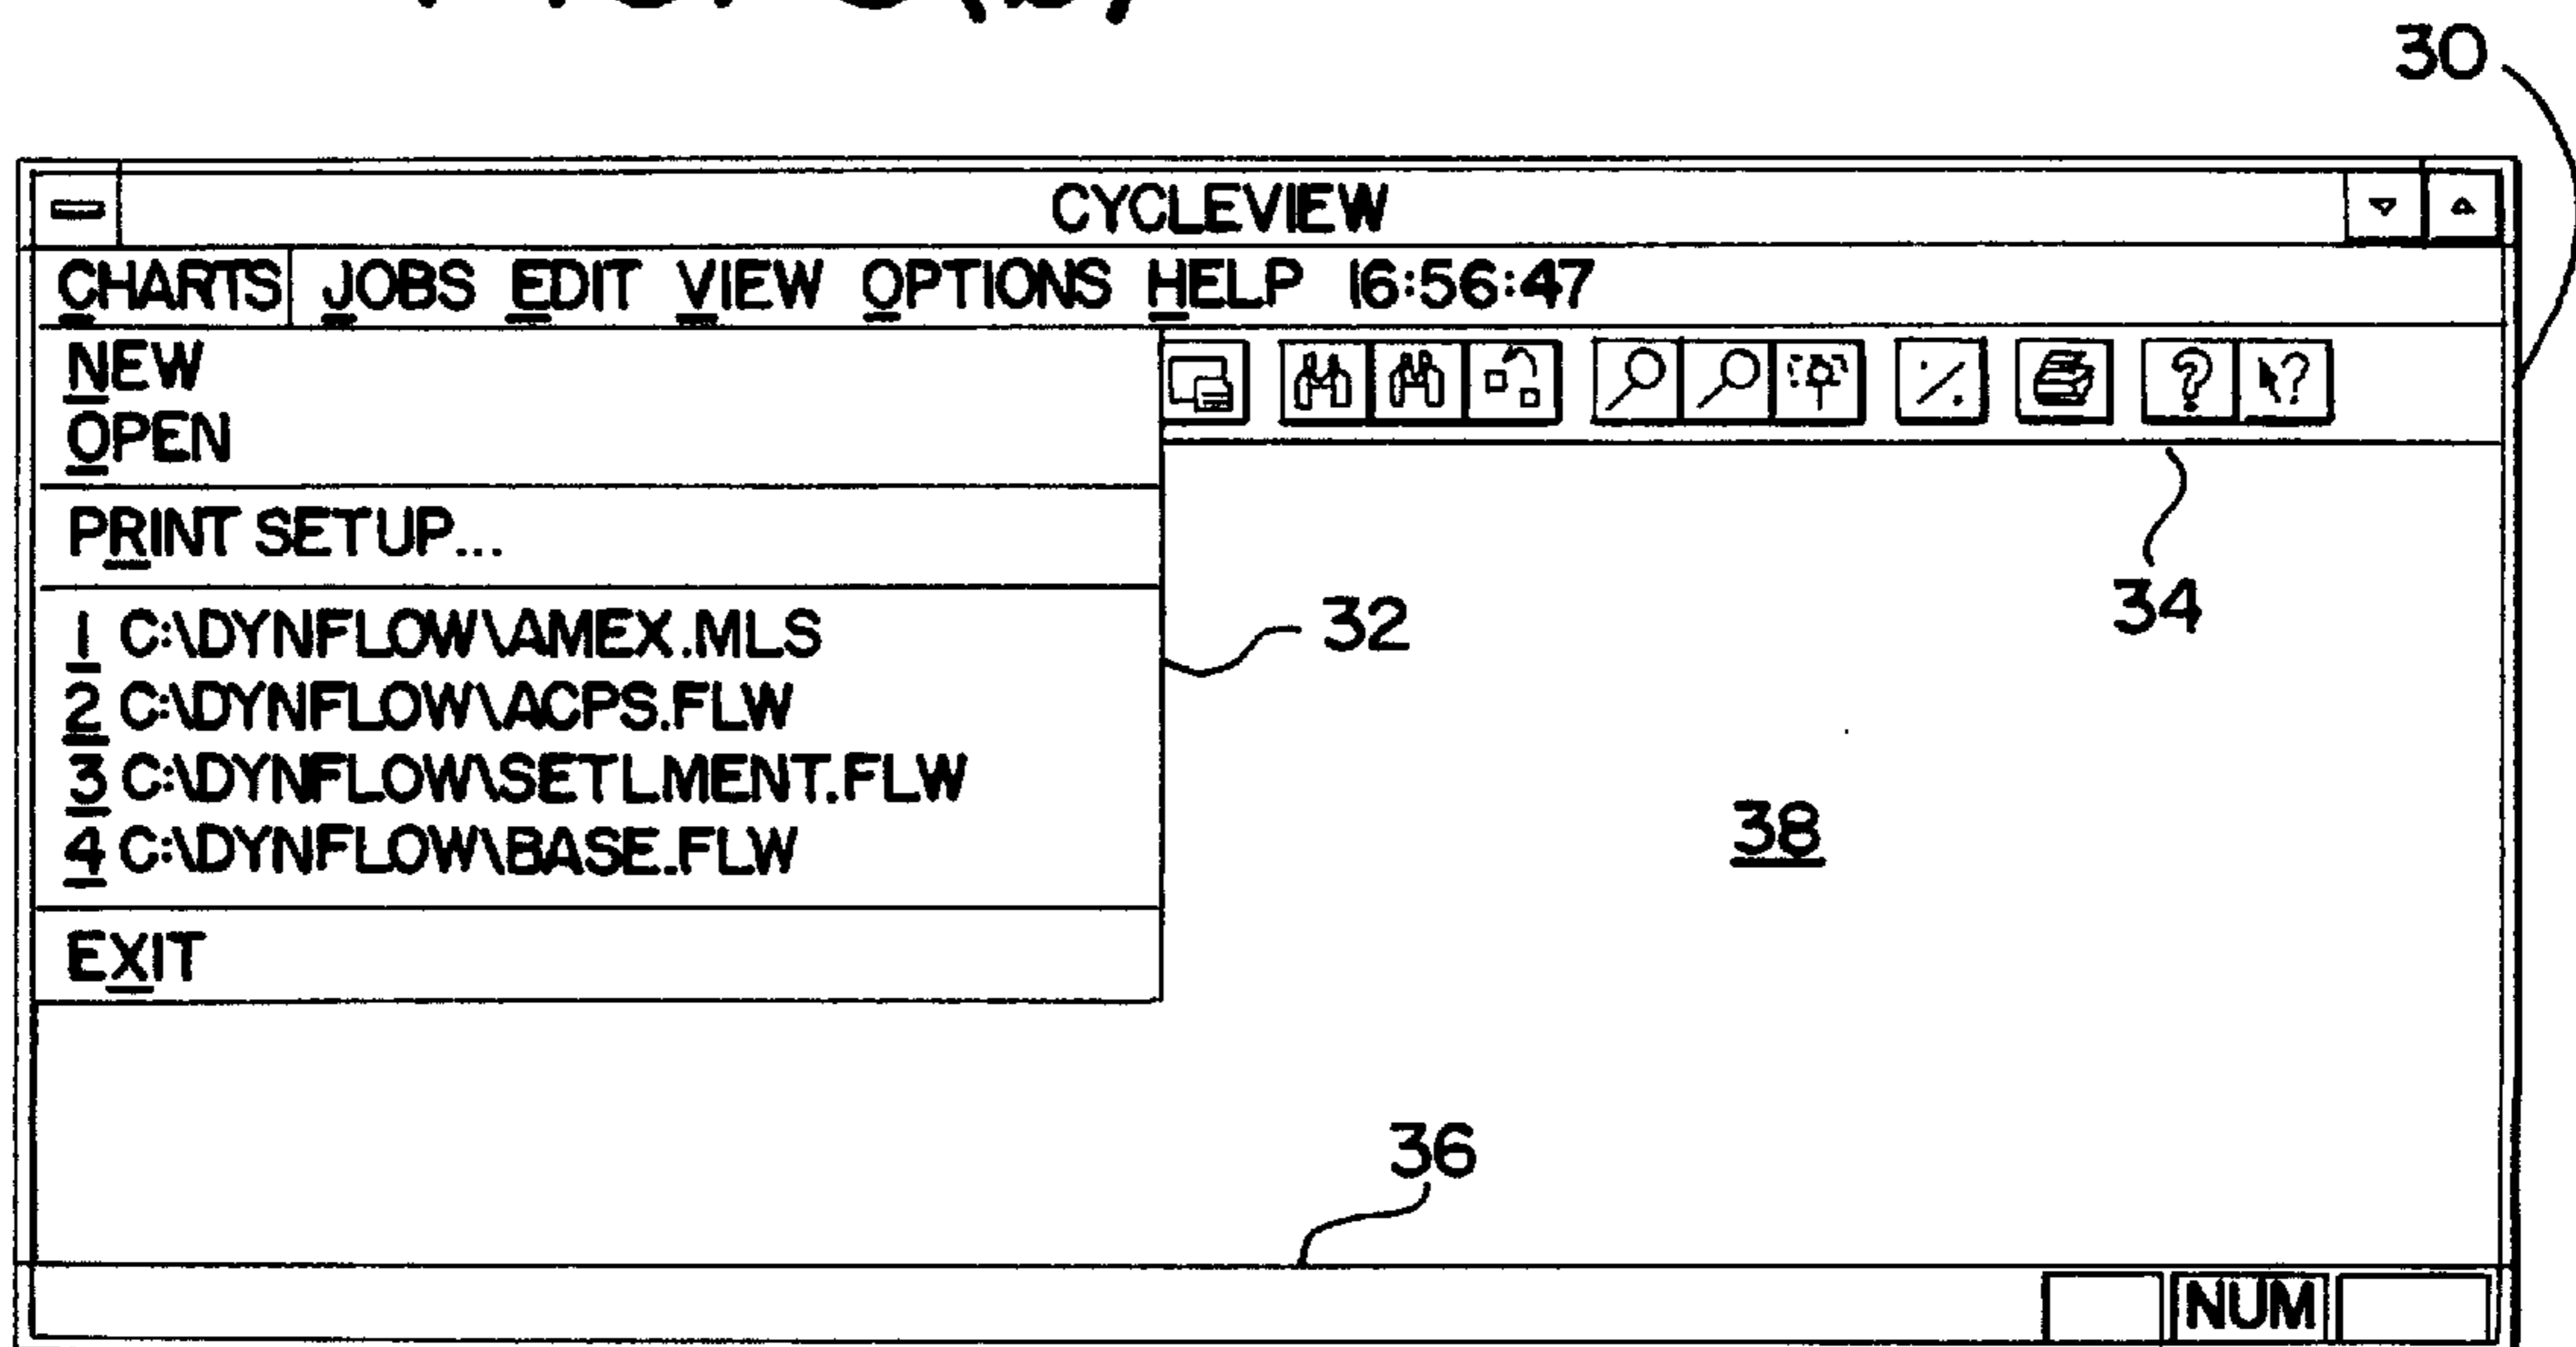 30
CYCLEVIEW
CHARTS JOBS EDIT VIEW OPTIONS HELP 16:56:47
NEW
OPEN
PRINT SETUP...
34
1 C:\DYNFLOW\AMEX.MLS
32
2 C:\DYNFLOW\ACPS.FLW
3 C:\DYNFLOW\SETLMENT.FLW
38
4 C:\DYNFLOW\BASE.FLW
EXIT
36
NUM